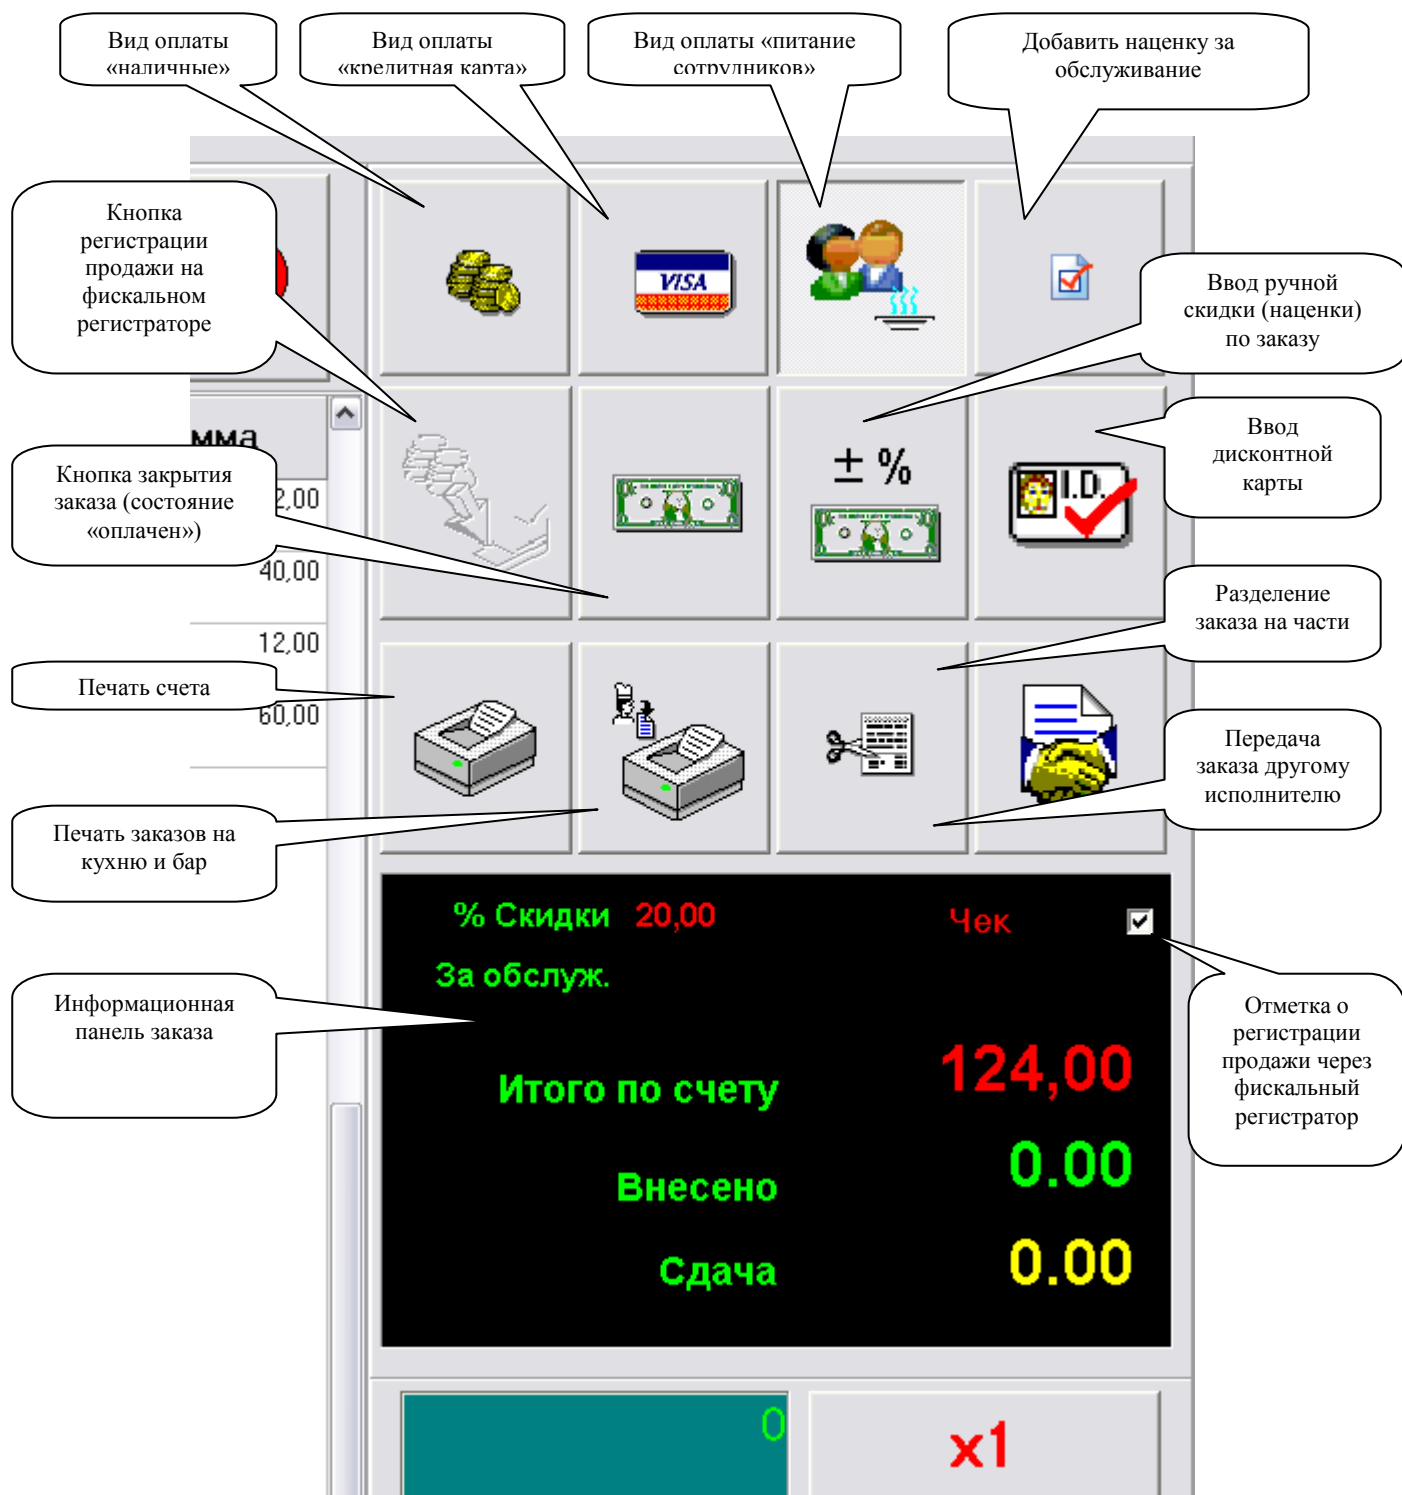 Вид оплаты
«наличные»
Вид оплаты
«кредитная карта»
Вид оплаты «питание
сотрудников»
Добавить наценку за
обслуживание
Кнопка
регистрации
продажи на
фискальном
регистраторе
VISA
Ввод ручной
скидки (наценки)
по заказу
мма
Кнопка закрытия
заказа (состояние
«оплачен»)
2,00
± %
I.D.
Ввод
дисконтной
карты
40,00
12,00
Разделение
заказа на части
Печать счета
60,00
Передача
заказа другому
исполнителю
Печать заказов на
кухню и бар
% Скидки 20,00
Чек
За обслуж.
Информационная
панель заказа
Отметка о
регистрации
продажи через
фискальный
регистратор
Итого по счету 124,00
Внесено 0.00
Сдача 0.00
0
x1